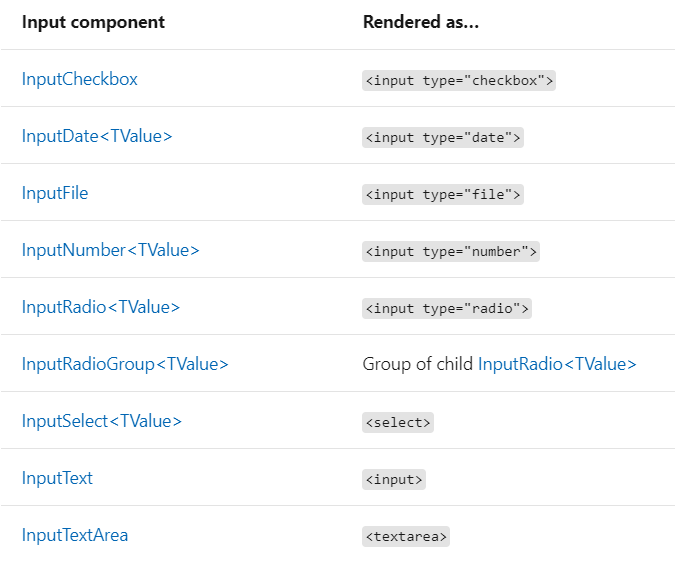 Input component Rendered as...
InputCheckbox <input type="checkbox">
InputDate<TValue> <input type="date">
InputFile <input type="file">
InputNumber<TValue> <input type="number">
InputRadio<TValue> <input type="radio">
InputRadioGroup<TValue> Group of child InputRadio<TValue>
InputSelect<TValue> <select>
InputText <input>
InputTextArea <textarea>